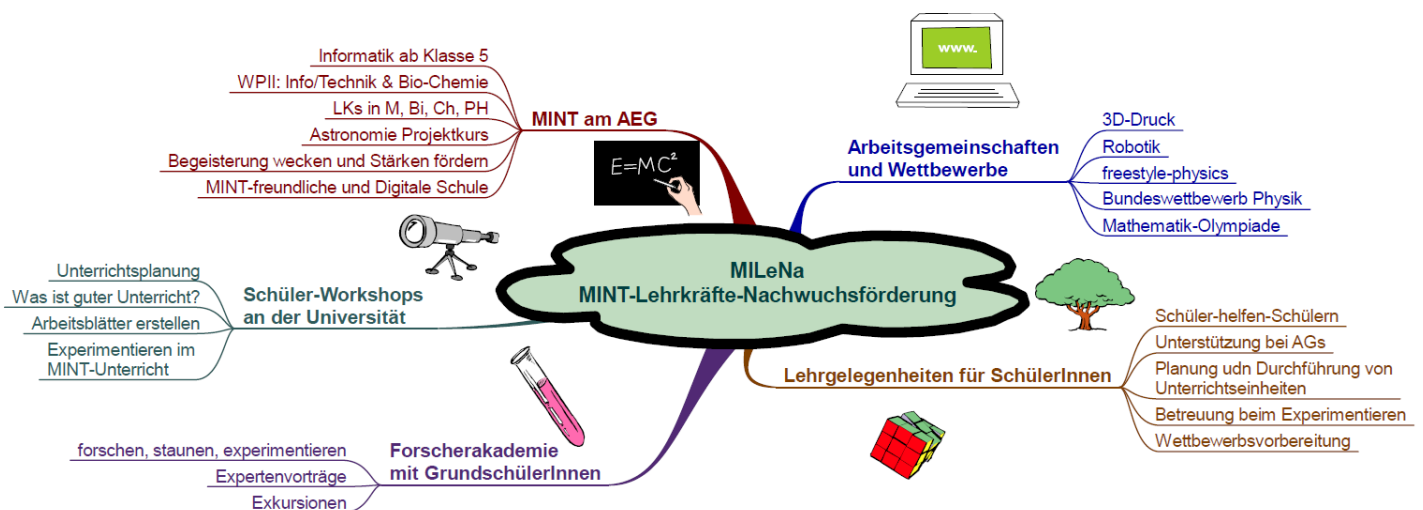 MILeNa
MINT-Lehrkräfte-Nachwuchsförderung
MINT am AEG
Informatik ab Klasse 5
WPII: Info/Technik & Bio-Chemie
LKs in M, Bi, Ch, PH
Astronomie Projektkurs
Begeisterung wecken und Stärken fördern
MINT-freundliche und Digitale Schule
E=MC²
www.
Arbeitsgemeinschaften
und Wettbewerbe
3D-Druck
Robotik
freestyle-physics
Bundeswettbewerb Physik
Mathematik-Olympiade
Schüler-Workshops
an der Universität
Unterrichtsplanung
Was ist guter Unterricht?
Arbeitsblätter erstellen
Experimentieren im
MINT-Unterricht
Lehrgelegenheiten für SchülerInnen
Schüler-helfen-Schülern
Unterstützung bei AGs
Planung udn Durchführung von
Unterrichtseinheiten
Betreuung beim Experimentieren
Wettbewerbsvorbereitung
Forscherakademie
mit GrundschülerInnen
forschen, staunen, experimentieren
Expertenvorträge
Exkursionen